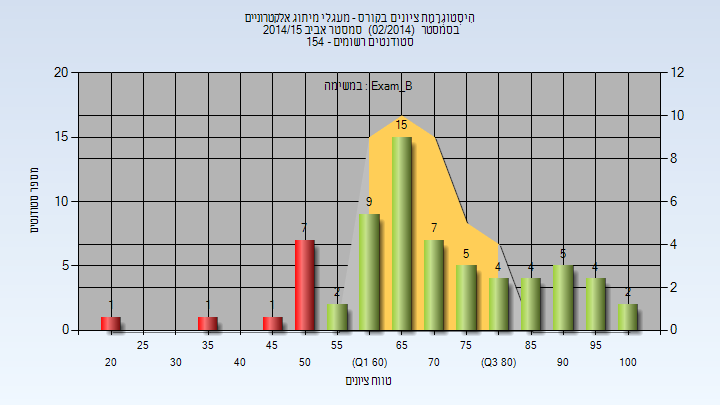 היסטוגרמת ציונים בקורס - מעגלי מיתוג אלקטרוניים
בסמסטר (02/2014) סמסטר אביב 2014/15
סטודנטים רשומים - 154
במשימה : Exam_B
20 12
15 10
10 8
5 6
0 4
2
0
מספר סטודנטים
1 1 1 7 2 9 15 7 5 4 4 5 4 2
25 35 45 55 65 75 85 95
20 30 40 50 (Q1 60) 70 (Q3 80) 90 100
טווח ציונים